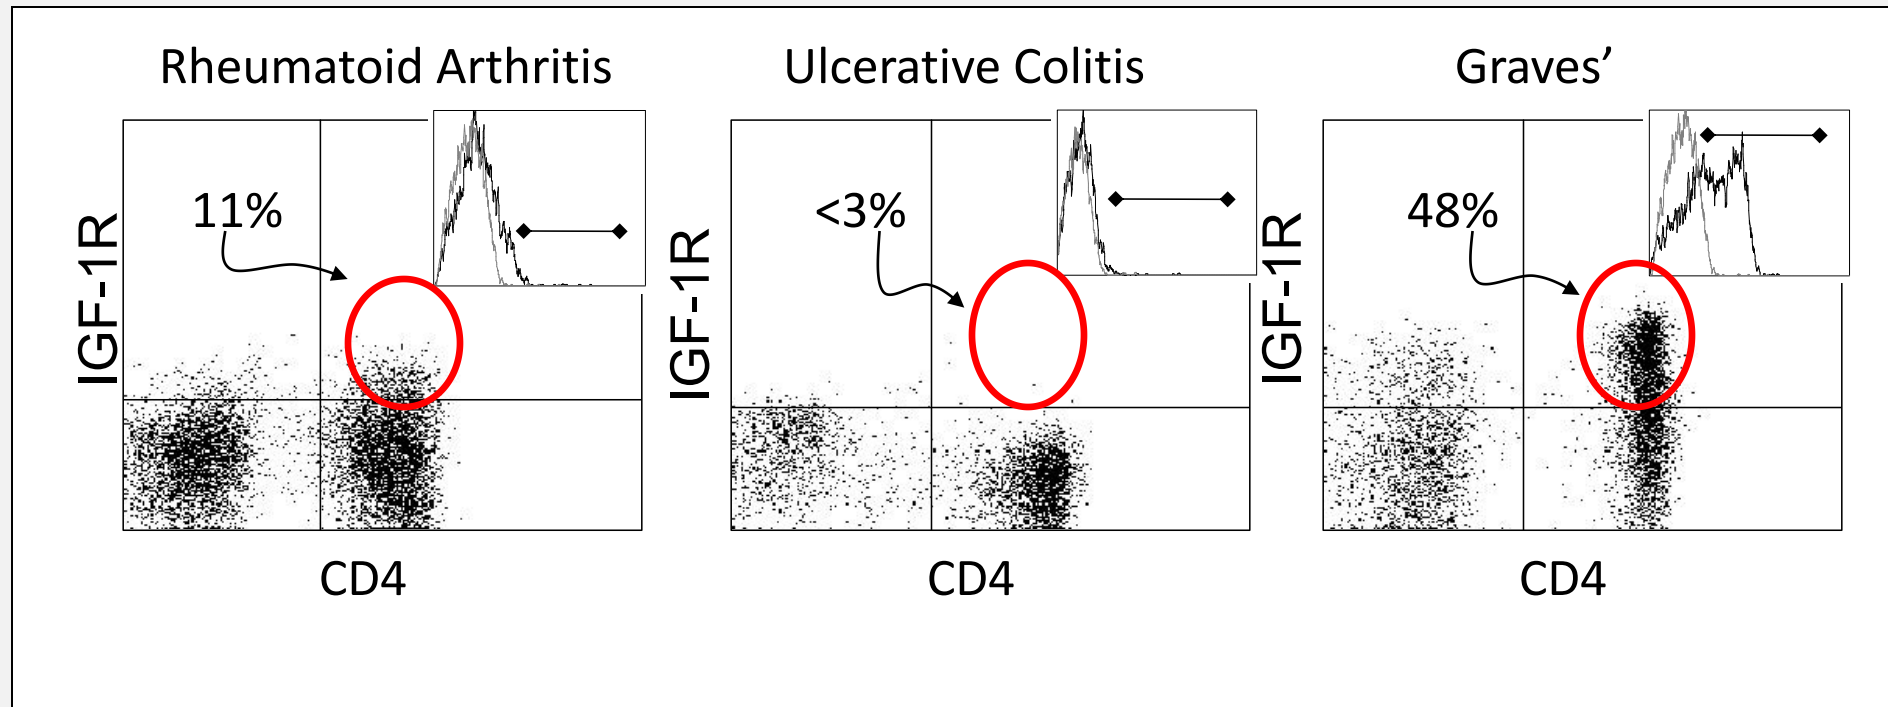 Rheumatoid Arthritis
Ulcerative Colitis
Graves’
11%
<3%
48%
IGF-1R
IGF-1R
IGF-1R
CD4
CD4
CD4